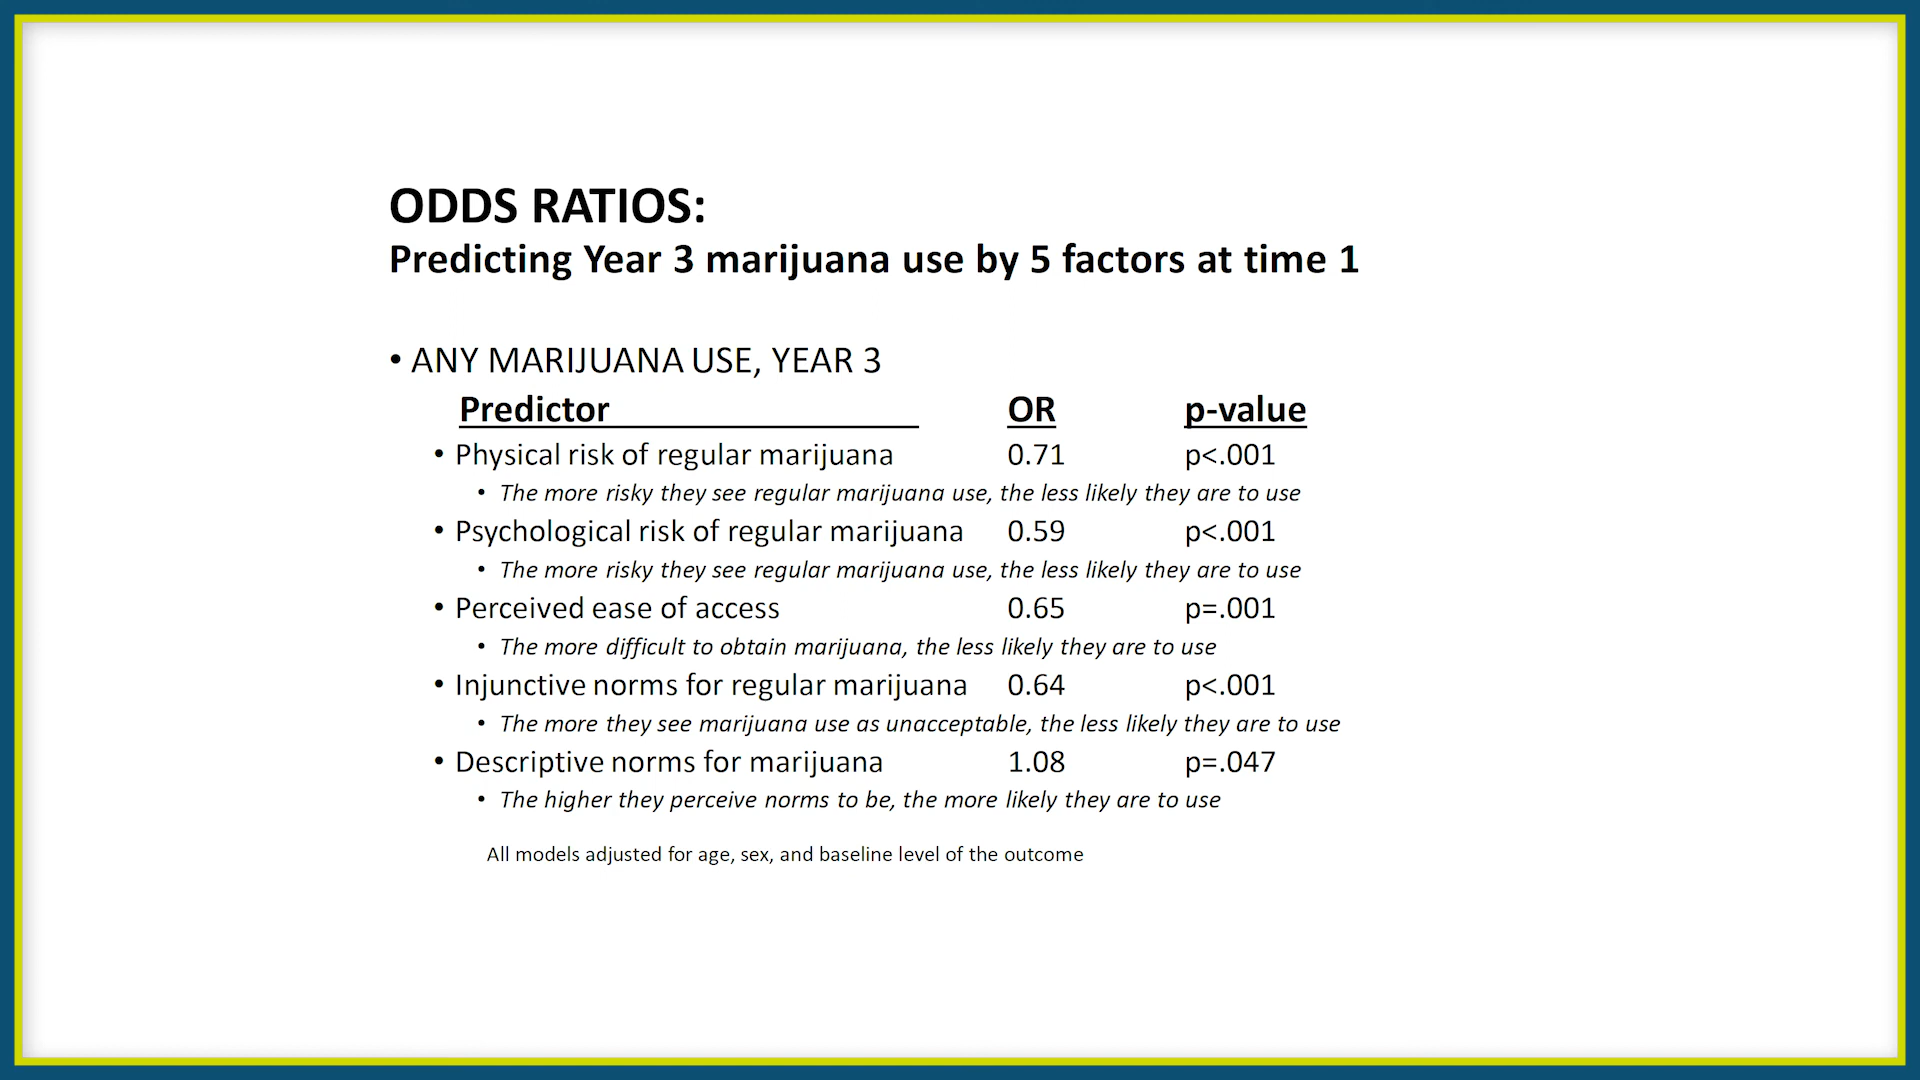 ODDS RATIOS:
Predicting Year 3 marijuana use by 5 factors at time 1
• ANY MARIJUANA USE, YEAR 3
Predictor OR p-value
• Physical risk of regular marijuana 0.71 p<.001
• The more risky they see regular marijuana use, the less likely they are to use
• Psychological risk of regular marijuana 0.59 p<.001
• The more risky they see regular marijuana use, the less likely they are to use
• Perceived ease of access 0.65 p=.001
• The more difficult to obtain marijuana, the less likely they are to use
• Injunctive norms for regular marijuana 0.64 p<.001
• The more they see marijuana use as unacceptable, the less likely they are to use
• Descriptive norms for marijuana 1.08 p=.047
• The higher they perceive norms to be, the more likely they are to use
All models adjusted for age, sex, and baseline level of the outcome